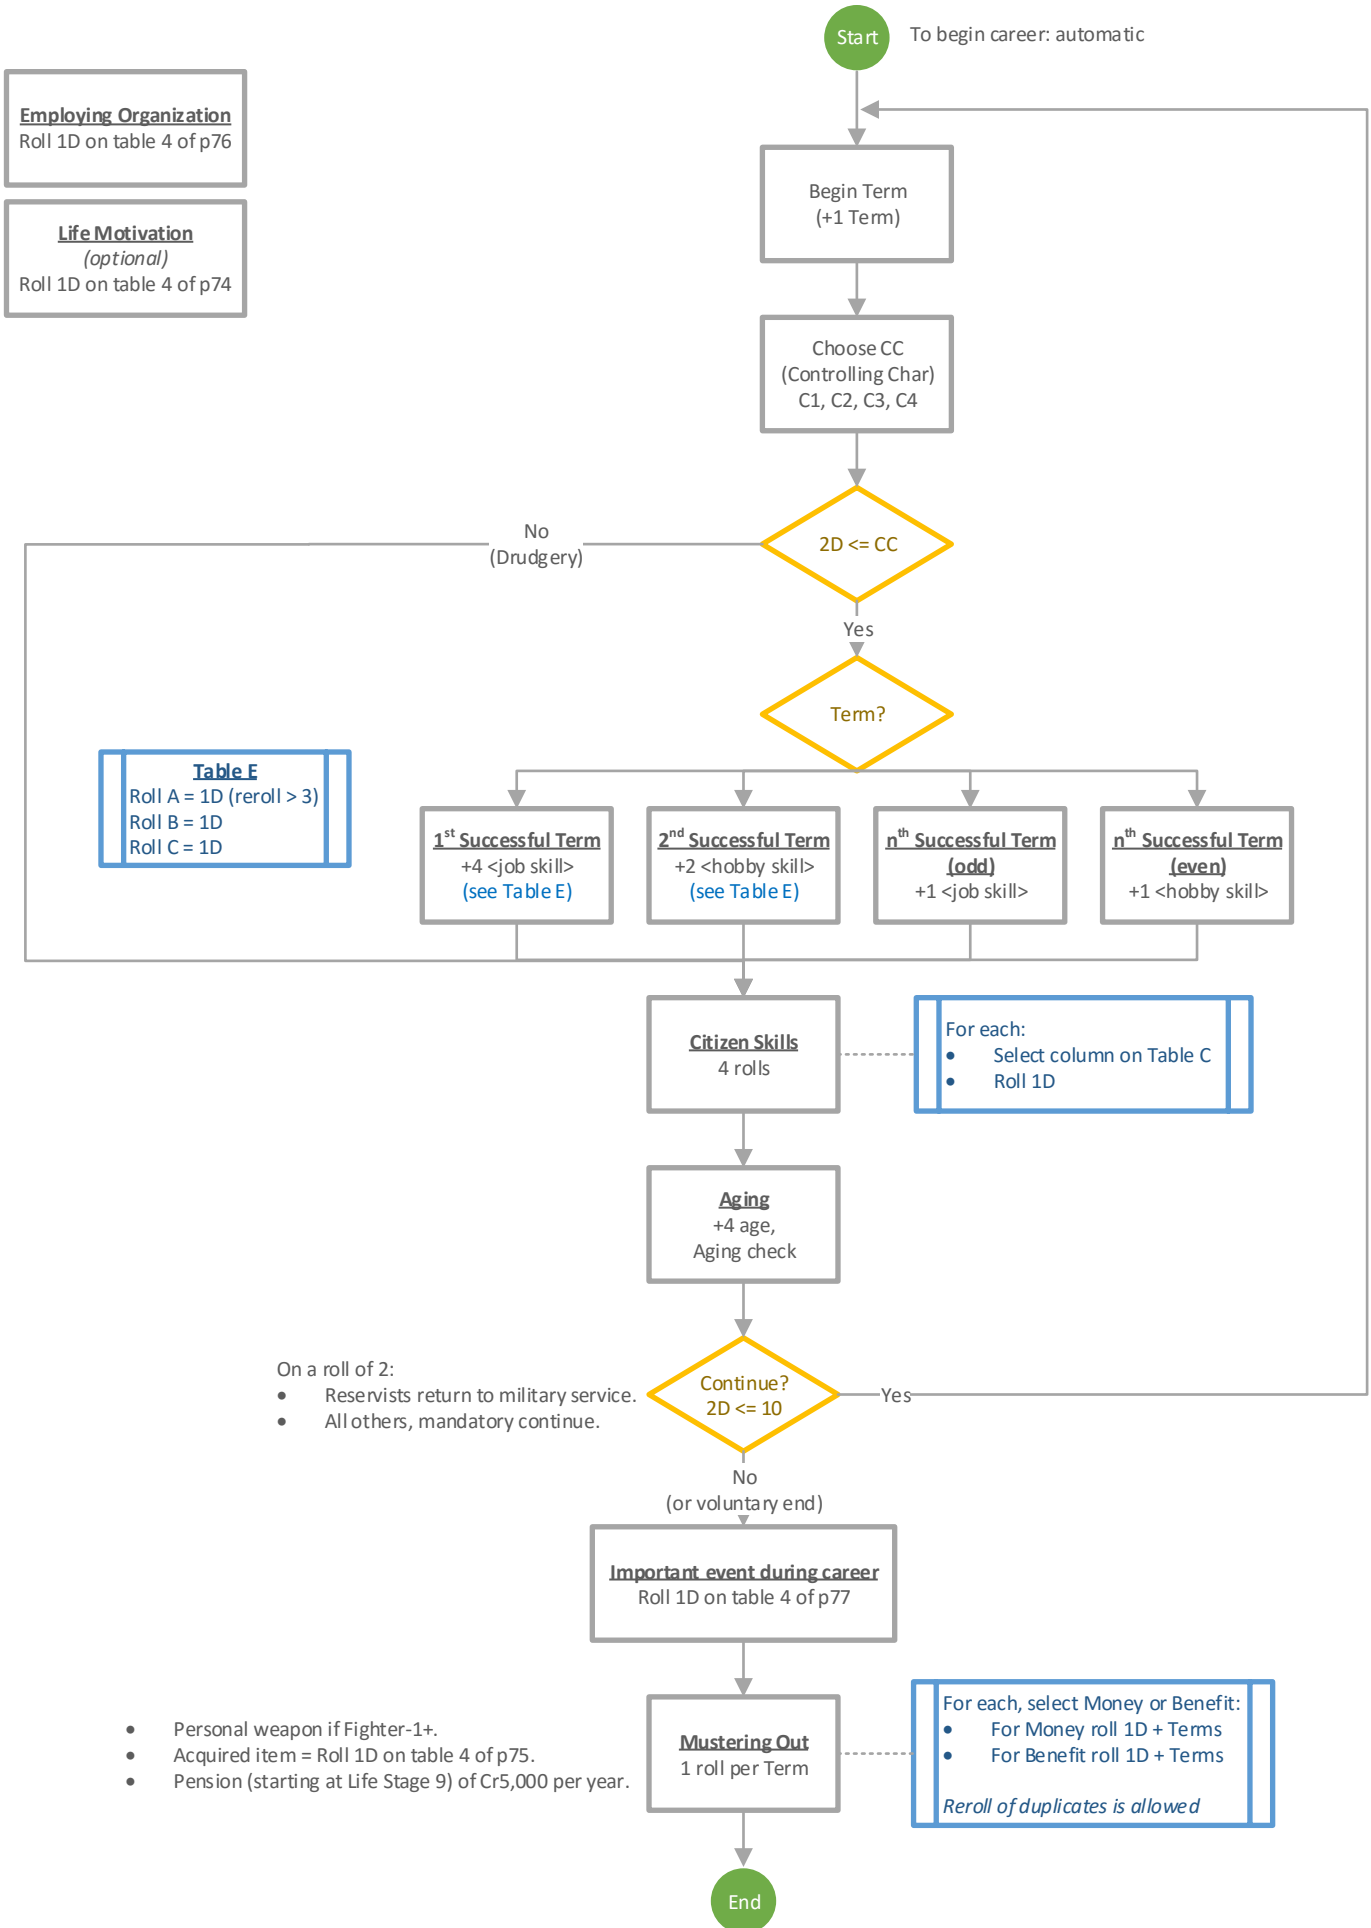 Start
To begin career: automatic
Employing Organization
Roll 1D on table 4 of p76
Life Motivation
(optional)
Roll 1D on table 4 of p74
Begin Term
(+1 Term)
Choose CC
(Controlling Char)
C1, C2, C3, C4
2D <= CC
No
(Drudgery)
Yes
Term?
Table E
Roll A = 1D (reroll > 3)
Roll B = 1D
Roll C = 1D
1st Successful Term
+4 <job skill>
(see Table E)
2nd Successful Term
+2 <hobby skill>
(see Table E)
nth Successful Term
(odd)
+1 <job skill>
nth Successful Term
(even)
+1 <hobby skill>
Citizen Skills
4 rolls
For each:
• Select column on Table C
• Roll 1D
Aging
+4 age,
Aging check
On a roll of 2:
• Reservists return to military service.
• All others, mandatory continue.
Continue?
2D <= 10
Yes
No
(or voluntary end)
Important event during career
Roll 1D on table 4 of p77
• Personal weapon if Fighter-1+.
• Acquired item = Roll 1D on table 4 of p75.
• Pension (starting at Life Stage 9) of Cr5,000 per year.
Mustering Out
1 roll per Term
For each, select Money or Benefit:
• For Money roll 1D + Terms
• For Benefit roll 1D + Terms
Reroll of duplicates is allowed
End